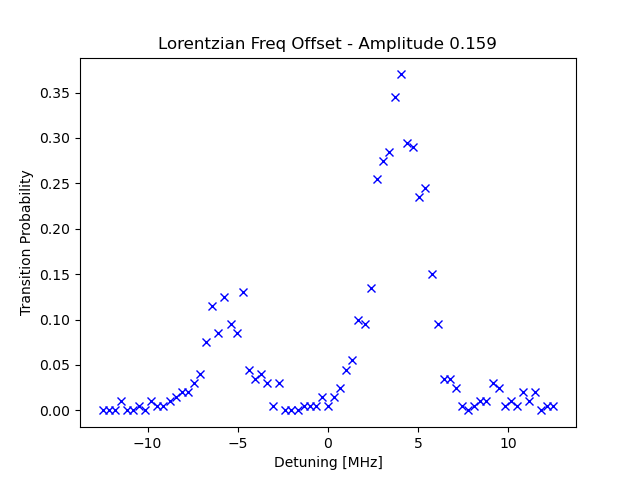 Lorentzian Freq Offset - Amplitude 0.159
0.35
0.30
0.25
0.20
0.15
0.10
0.05
0.00
Transition Probability
−10 −5 0 5 10
Detuning [MHz]